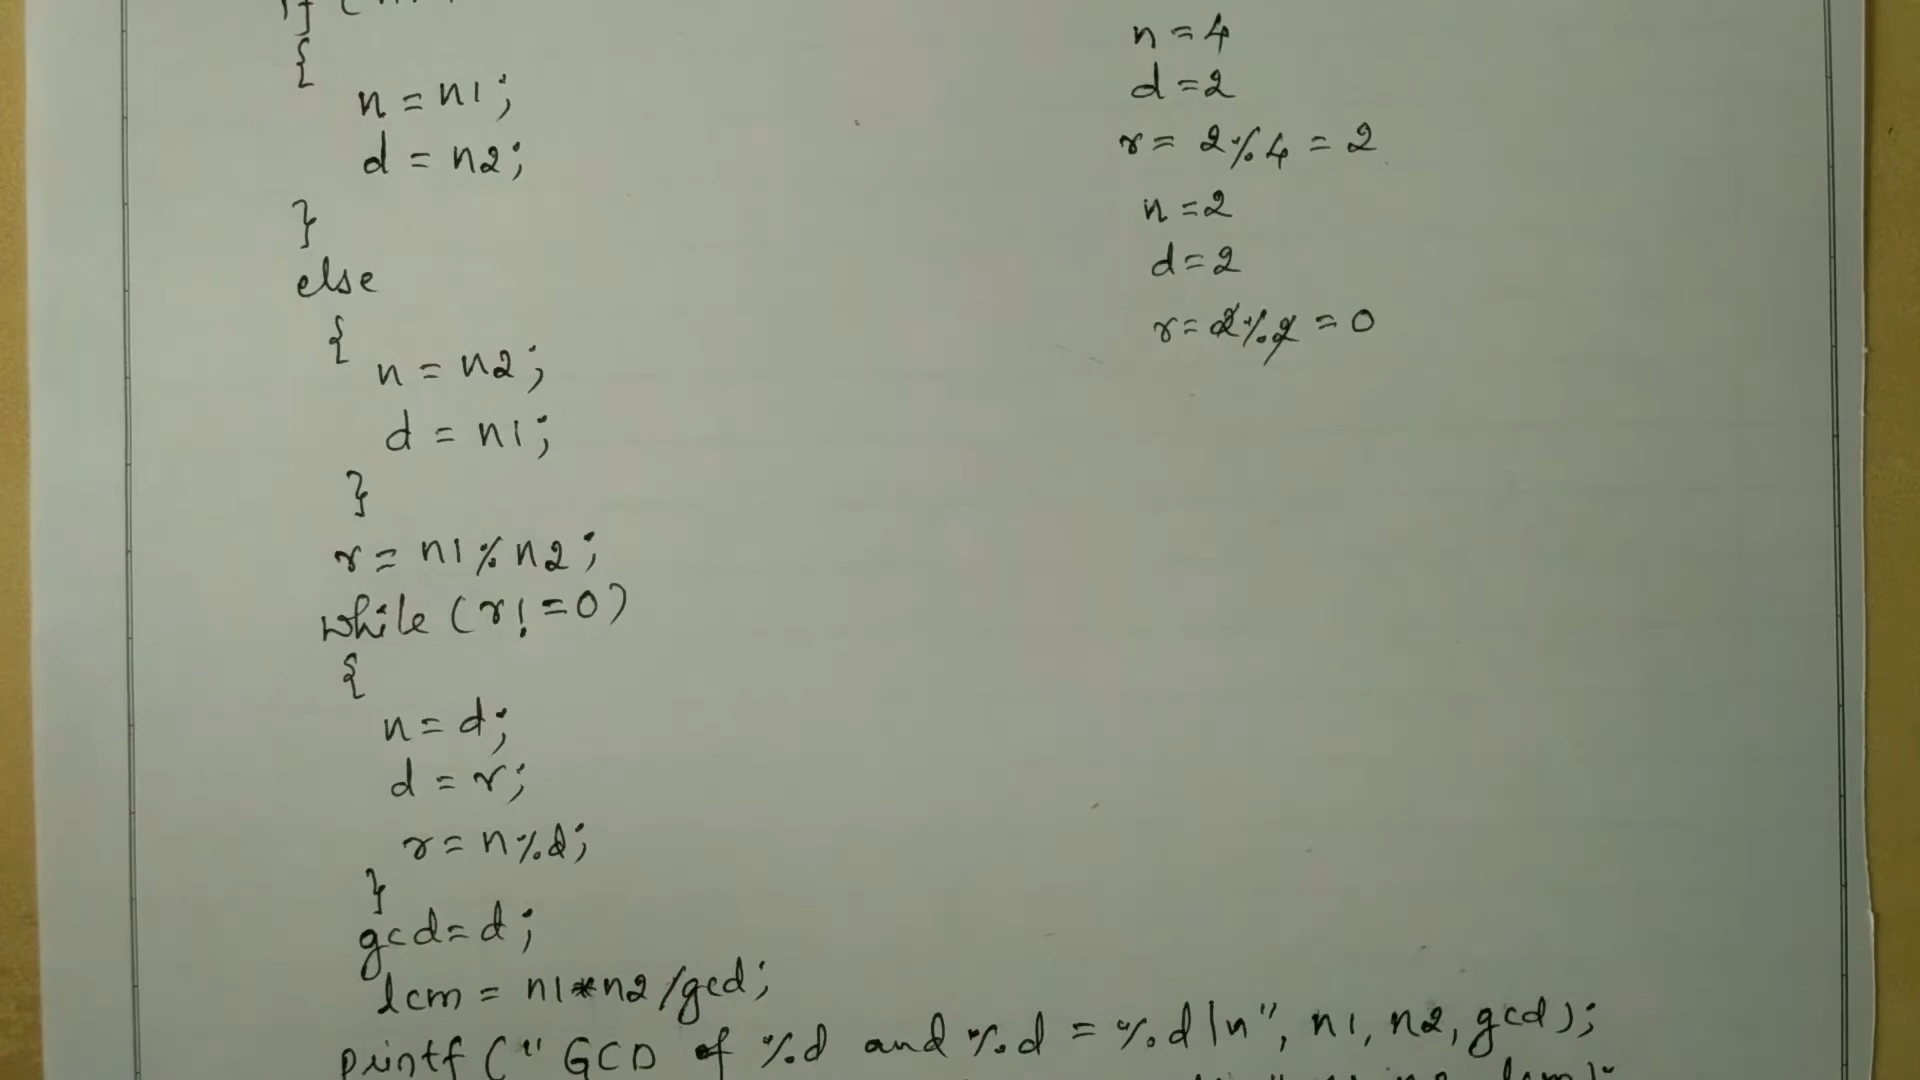 if (
{
n = n1;
d = n2;
}
else
{
n = n2;
d = n1;
}
r = n1 % n2;
while (r! = 0)
{
n = d;
d = r;
r = n % d;
}
gcd = d;
lcm = n1 * n2 / gcd;
printf (" GCD of %d and %d = %d \n", n1, n2, gcd);
n = 4
d = 2
r = 2 % 4 = 2
n = 2
d = 2
r = 2 % 2 = 0